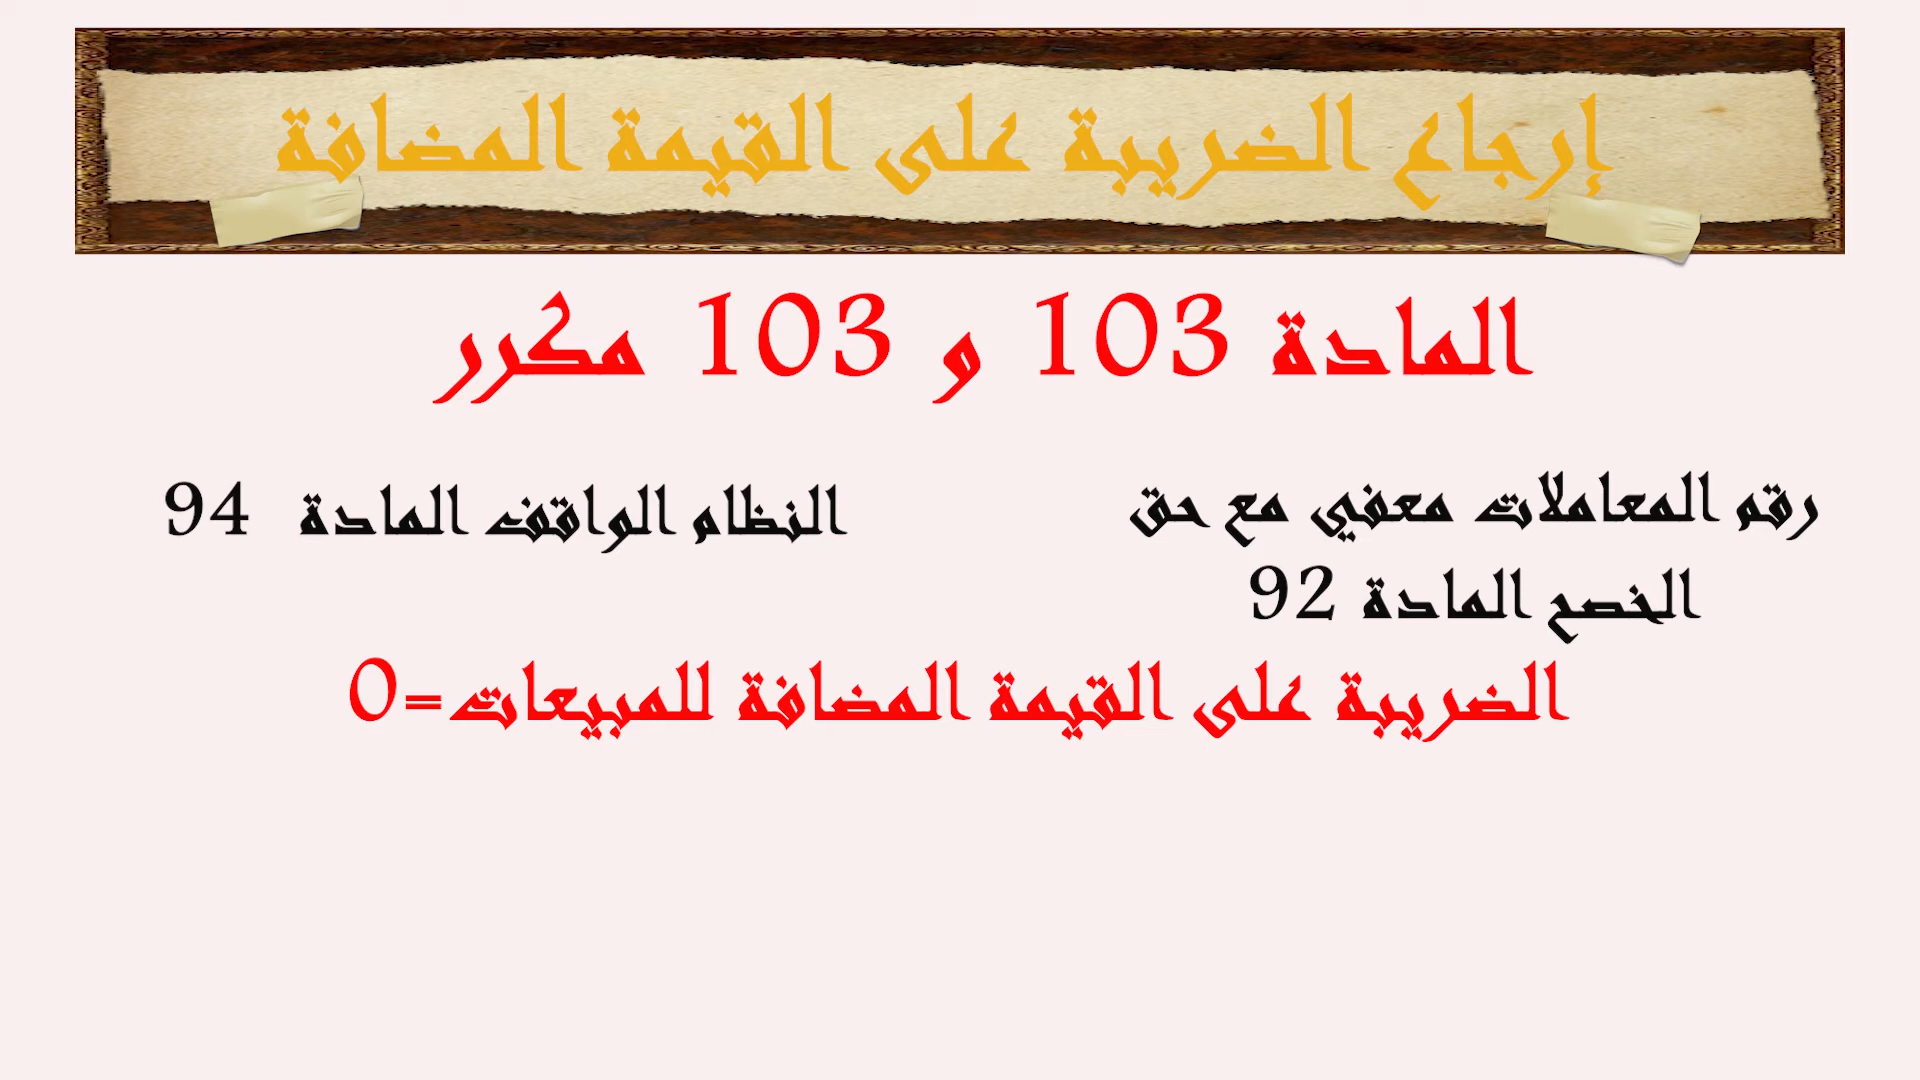 إرجاع الضريبة على القيمة المضافة
المادة 103 و 103 مكرر
رقم المعاملات معفي مع حق
الخصح المادة 92
النظام الواقف المادة 94
الضريبة على القيمة المضافة للمبيعات=0